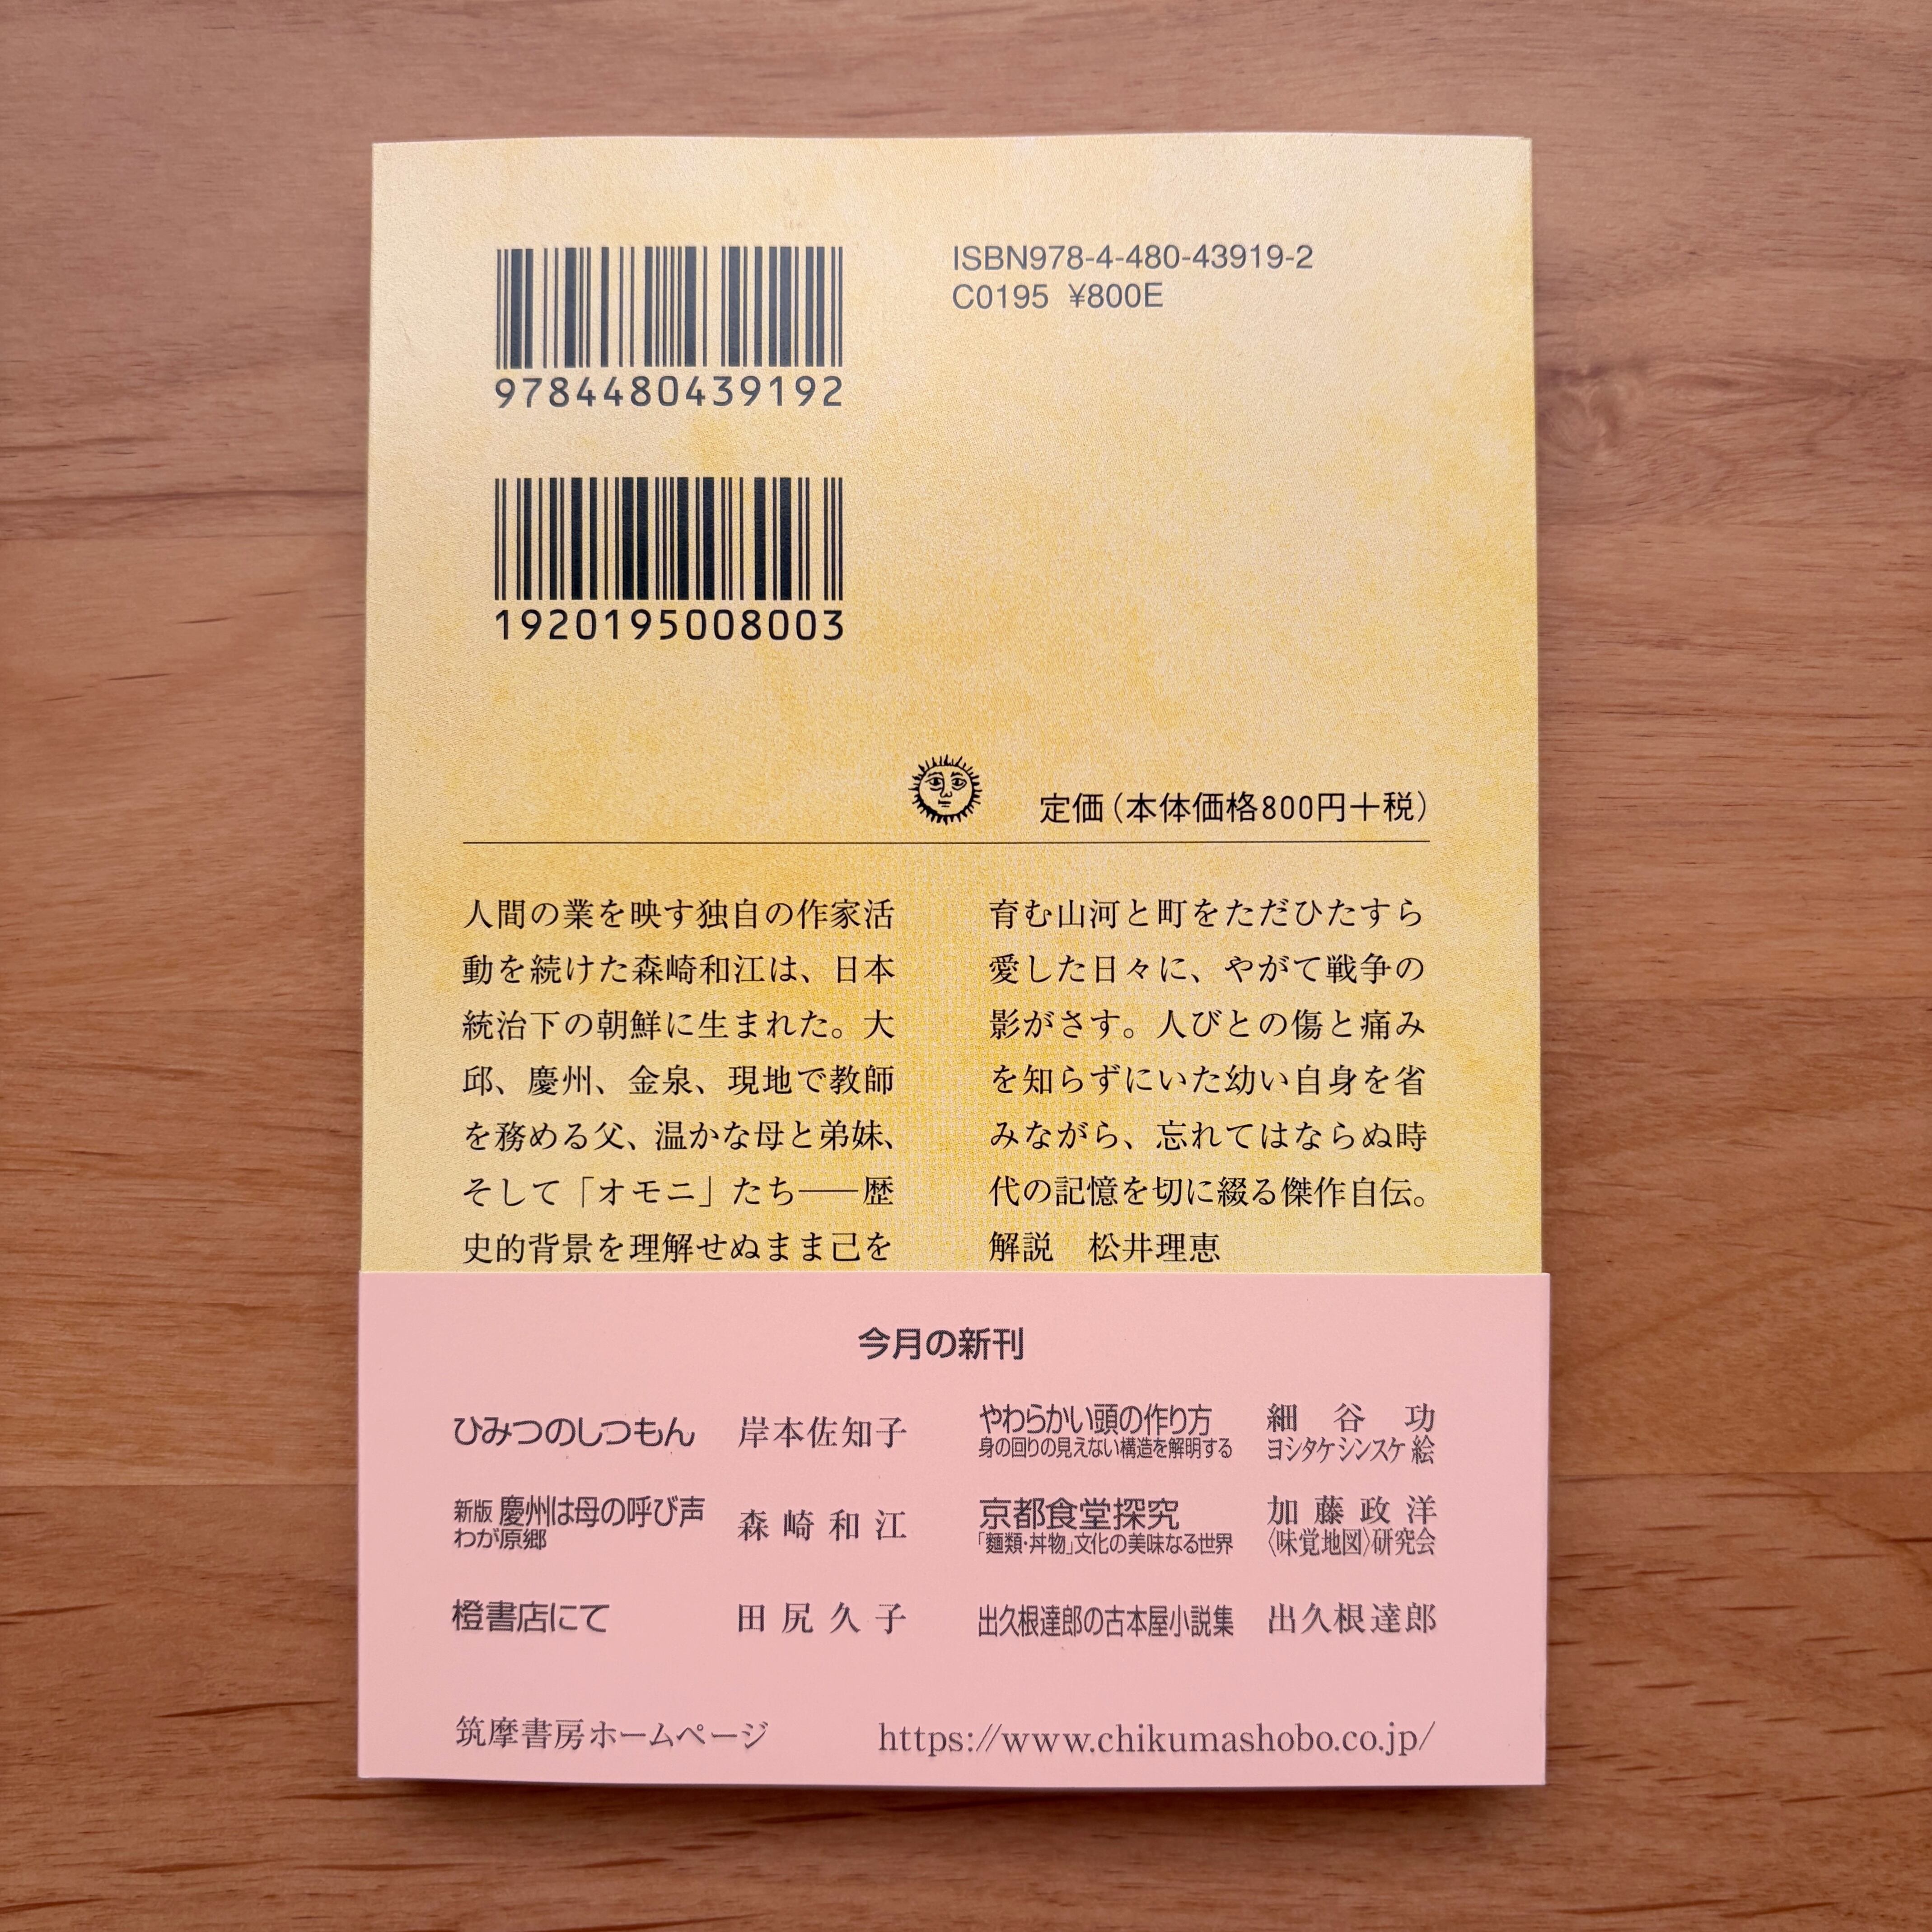 9784480439192
ISBN978-4-480-43919-2
C0195 ¥800E
1920195008003
定価（本体価格800円＋税）
人間の業を映す独自の作家活
動を続けた森崎和江は、日本
統治下の朝鮮に生まれた。大
邱、慶州、金泉、現地で教師
を務める父、温かな母と弟妹、
そして「オモニ」たち――歴
史的背景を理解せぬまま己を
育む山河と町をただひたすら
愛した日々に、やがて戦争の
影がさす。人びとの傷と痛み
を知らずにいた幼い自身を省
みながら、忘れてはならぬ時
代の記憶を切に綴る傑作自伝。
解説　松井理恵
今月の新刊
ひみつのしつもん　岸本佐知子
新版 慶州は母の呼び声　森崎和江
わが原郷
橙書店にて　田尻久子
やわらかい頭の作り方　細谷功
身の回りの見えない構造を解明する　ヨシタケシンスケ 絵
京都食堂探究　加藤政洋
「麺類・丼物」文化の美味なる世界　〈味覚地図〉研究会
出久根達郎の古本屋小説集　出久根達郎
筑摩書房ホームページ　https://www.chikumashobo.co.jp/